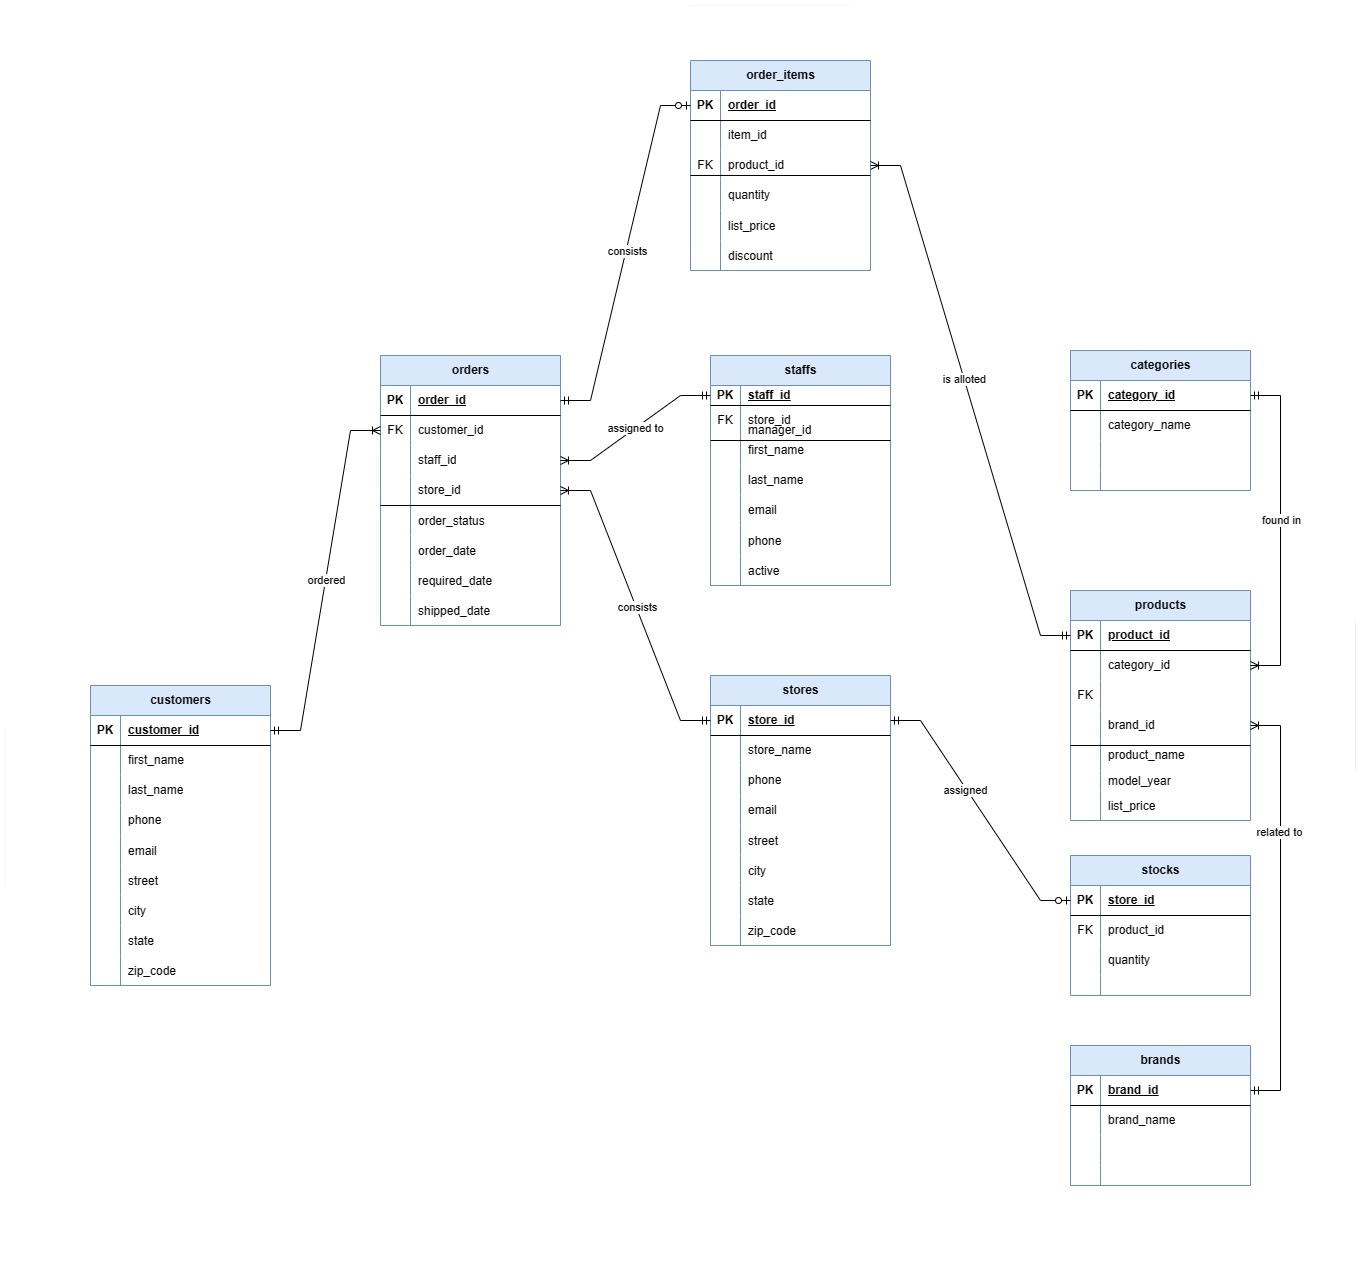 order_items
PK order_id
item_id
FK product_id
quantity
list_price
discount
consists
is alloted
orders
PK order_id
FK customer_id
staff_id
store_id
order_status
order_date
required_date
shipped_date
assigned to
staffs
PK staff_id
FK store_id
manager_id
first_name
last_name
email
phone
active
categories
PK category_id
category_name
found in
ordered
consists
products
PK product_id
category_id
FK
brand_id
product_name
model_year
list_price
customers
PK customer_id
first_name
last_name
phone
email
street
city
state
zip_code
stores
PK store_id
store_name
phone
email
street
city
state
zip_code
assigned
related to
stocks
PK store_id
FK product_id
quantity
brands
PK brand_id
brand_name